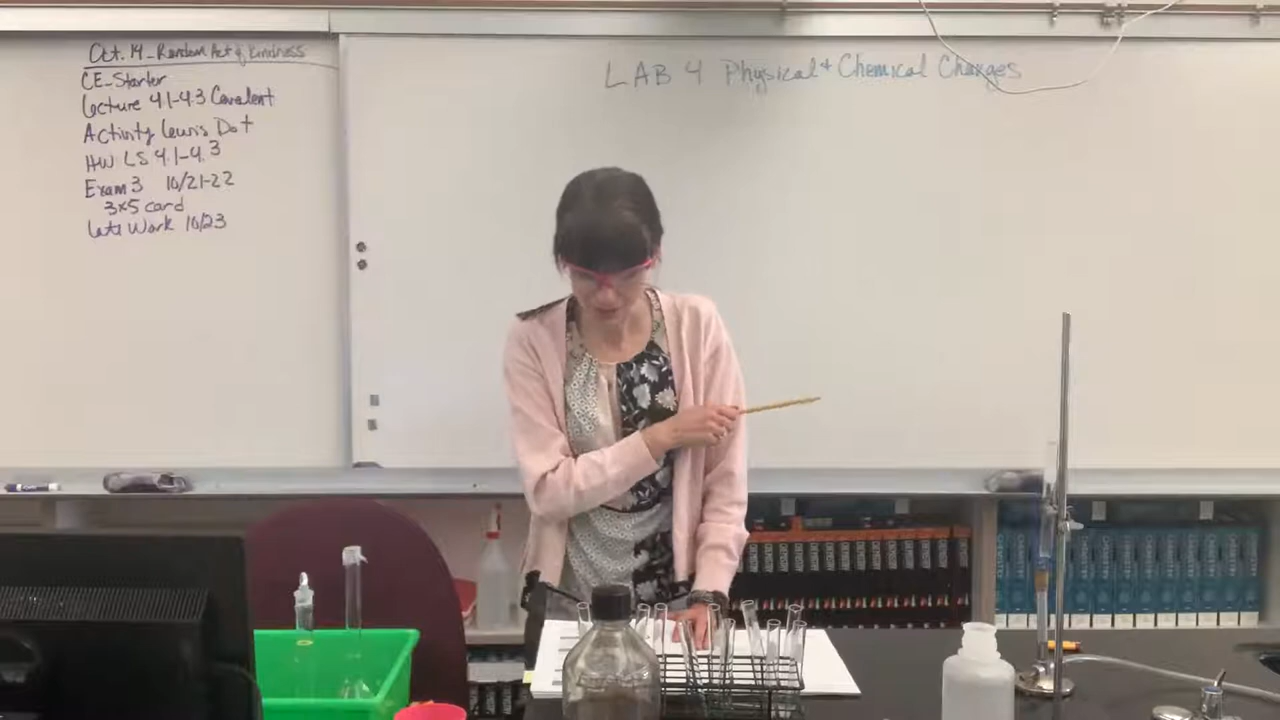 Oct. 14 - Random Act of Kindness
CE-Starter
Lecture 4.1-4.3 Covalent
Activity Lewis Dot
HW LS 4.1-4.3
Exam 3 10/21-22
3x5 card
Late Work 10/23
LAB 4 Physical + Chemical Changes